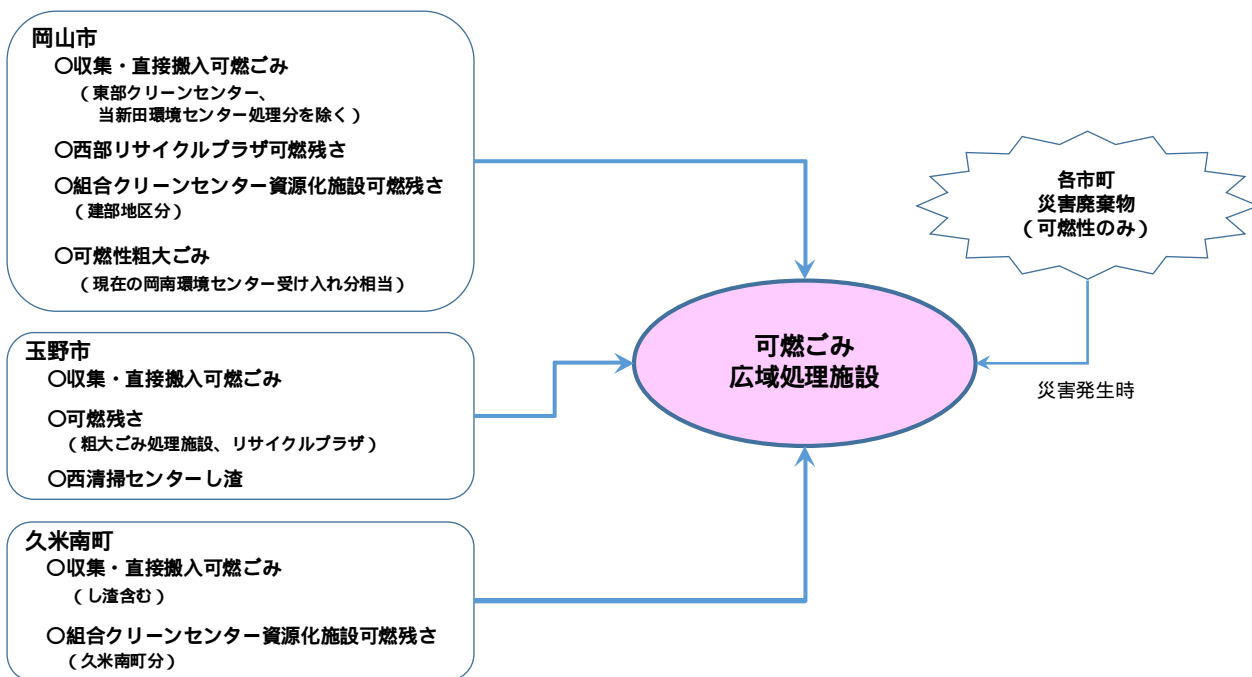 岡山市
〇収集・直接搬入可燃ごみ
（東部クリーンセンター、
当新田環境センター処理分を除く）
〇西部リサイクルプラザ可燃残さ
〇組合クリーンセンター資源化施設可燃残さ
（建部地区分）
〇可燃性粗大ごみ
（現在の岡南環境センター受け入れ分相当）
玉野市
〇収集・直接搬入可燃ごみ
〇可燃残さ
（粗大ごみ処理施設、リサイクルプラザ）
〇西清掃センターし渣
久米南町
〇収集・直接搬入可燃ごみ
（し渣含む）
〇組合クリーンセンター資源化施設可燃残さ
（久米南町分）
可燃ごみ
広域処理施設
各市町
災害廃棄物
（可燃性のみ）
災害発生時